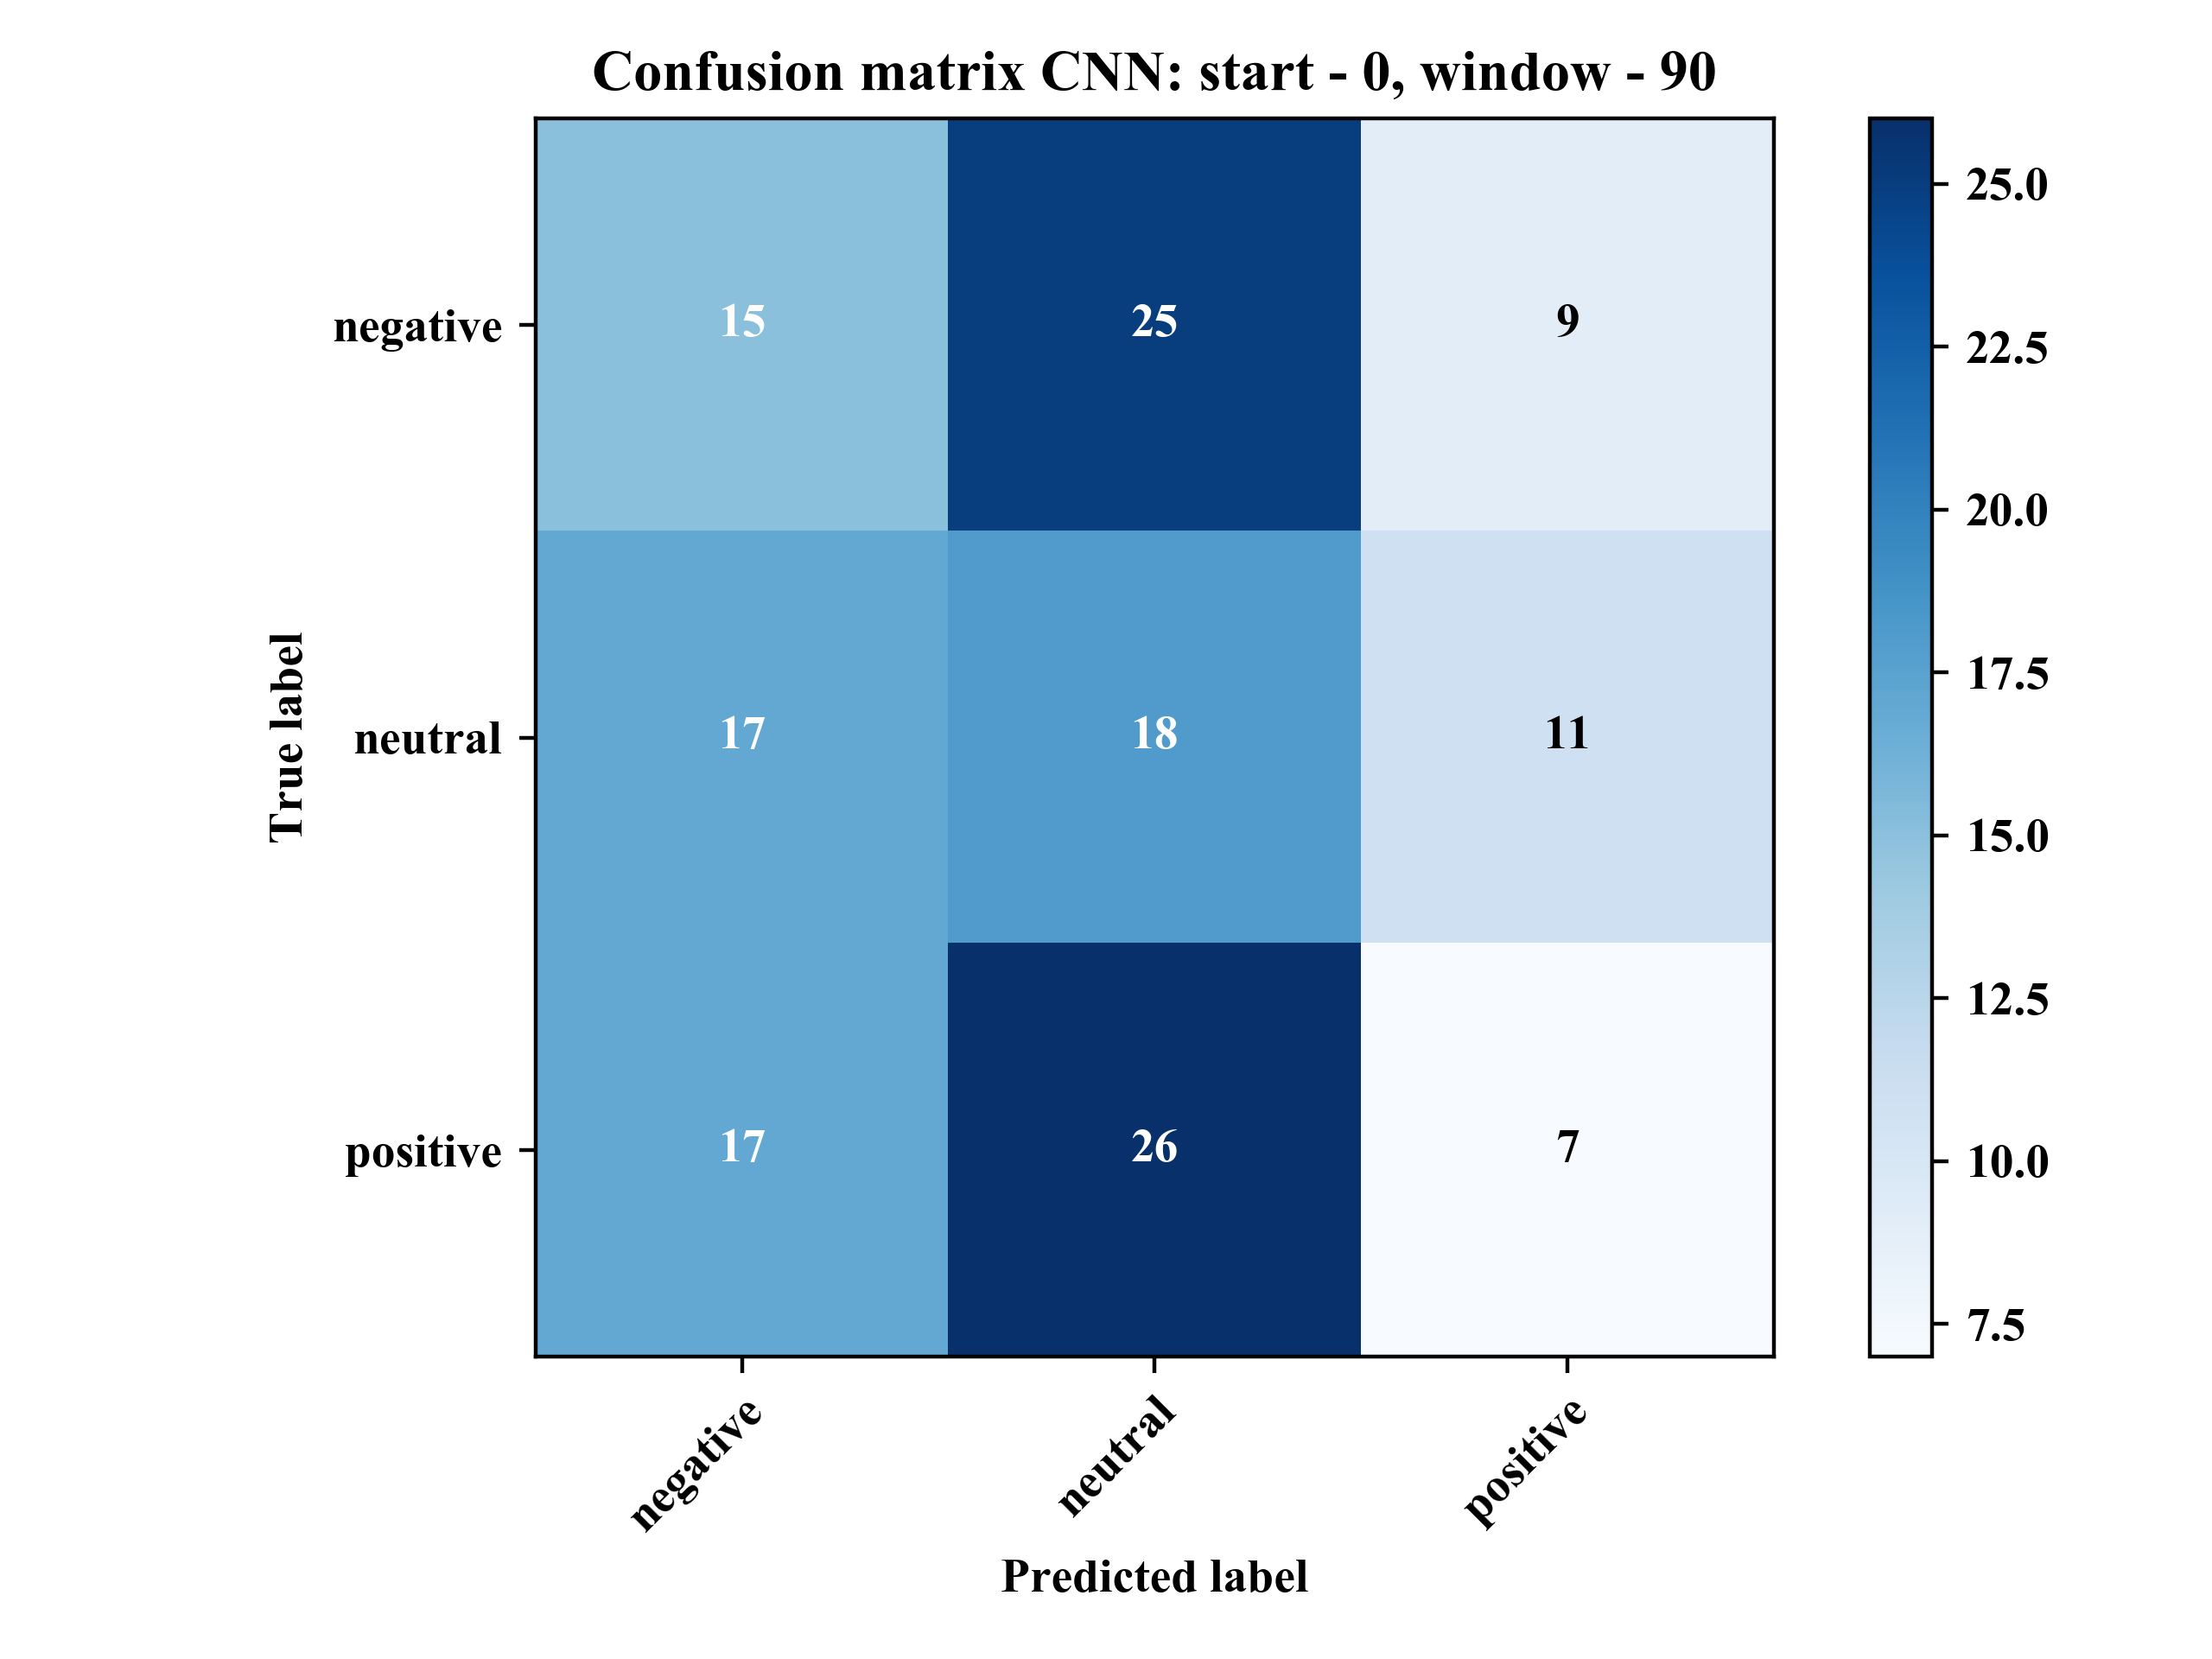 Confusion matrix CNN: start - 0, window - 90
True label
negative
15 25 9
neutral
17 18 11
positive
17 26 7
negative neutral positive
Predicted label
25.0
22.5
20.0
17.5
15.0
12.5
10.0
7.5